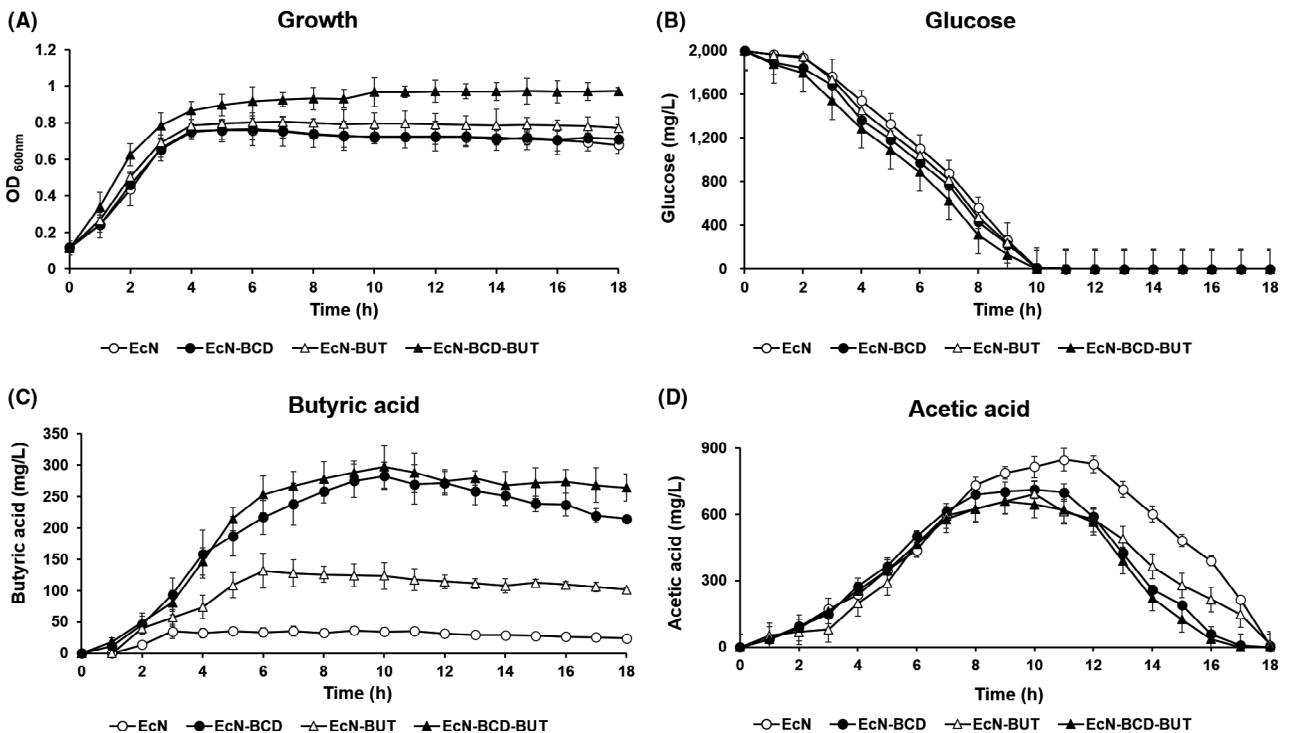 (A) Growth
1.2
1
0.8
0.6
0.4
0.2
0
OD 600nm
0 2 4 6 8 10 12 14 16 18
Time (h)
EcN EcN-BCD EcN-BUT EcN-BCD-BUT
(B) Glucose
2,000
1,600
1,200
800
400
0
Glucose (mg/L)
0 2 4 6 8 10 12 14 16 18
Time (h)
EcN EcN-BCD EcN-BUT EcN-BCD-BUT
(C) Butyric acid
350
300
250
200
150
100
50
0
Butyric acid (mg/L)
0 2 4 6 8 10 12 14 16 18
Time (h)
EcN EcN-BCD EcN-BUT EcN-BCD-BUT
(D) Acetic acid
900
600
300
0
Acetic acid (mg/L)
0 2 4 6 8 10 12 14 16 18
Time (h)
EcN EcN-BCD EcN-BUT EcN-BCD-BUT